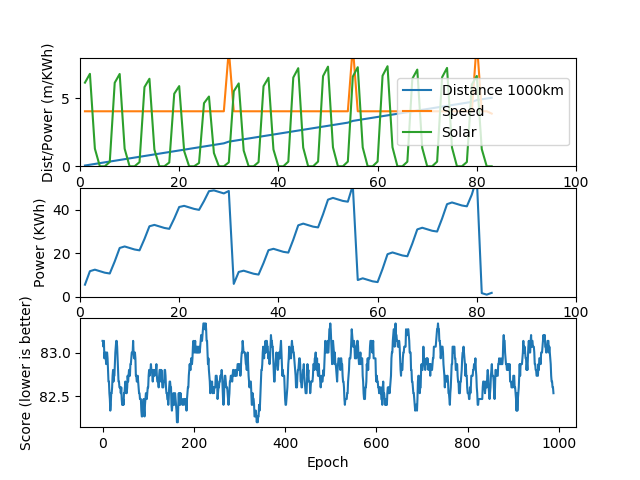 Dist/Power (m/KWh)
5
0
Distance 1000km
Speed
Solar
0 20 40 60 80 100
Power (KWh)
40
20
0
0 20 40 60 80 100
Score (lower is better)
83.0
82.5
0 200 400 600 800 1000
Epoch